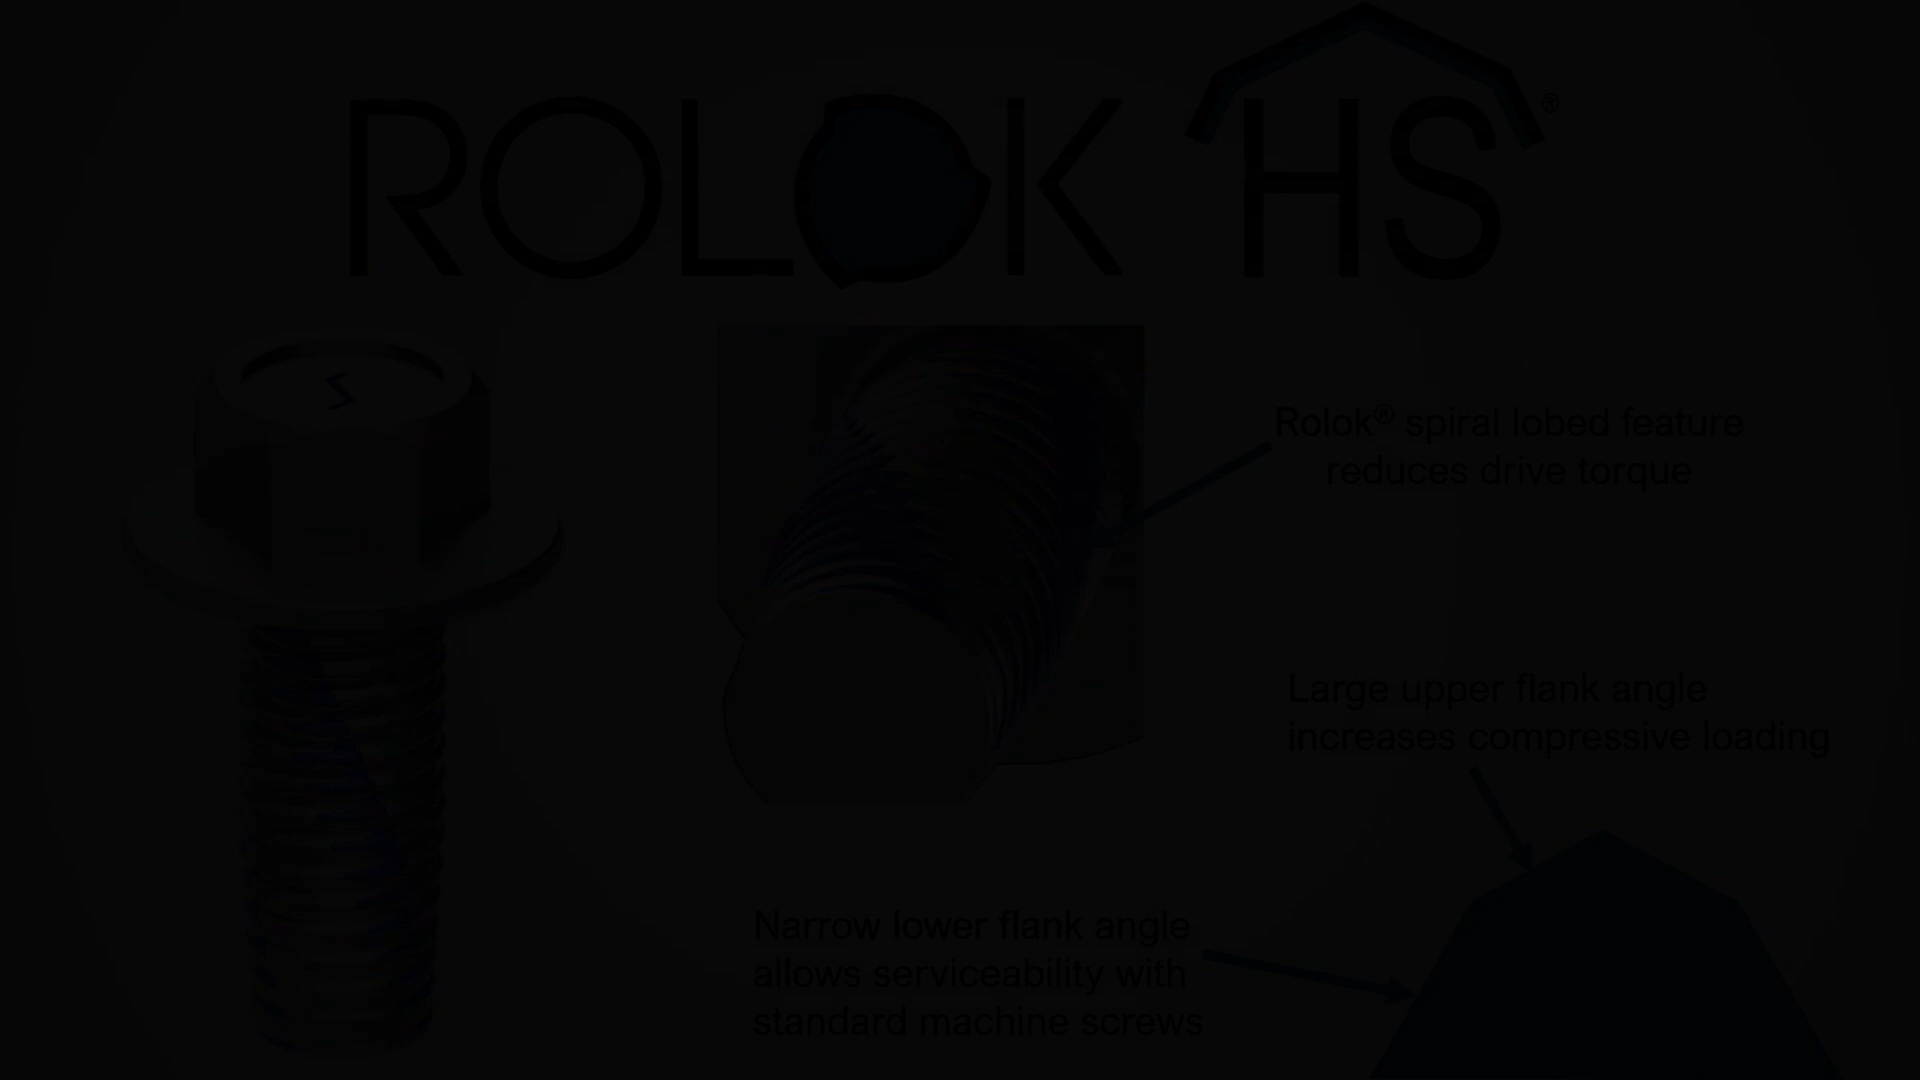 ROLOK HS®
Rolok® spiral lobed feature
reduces drive torque
Large upper flank angle
increases compressive loading
Narrow lower flank angle
allows serviceability with
standard machine screws